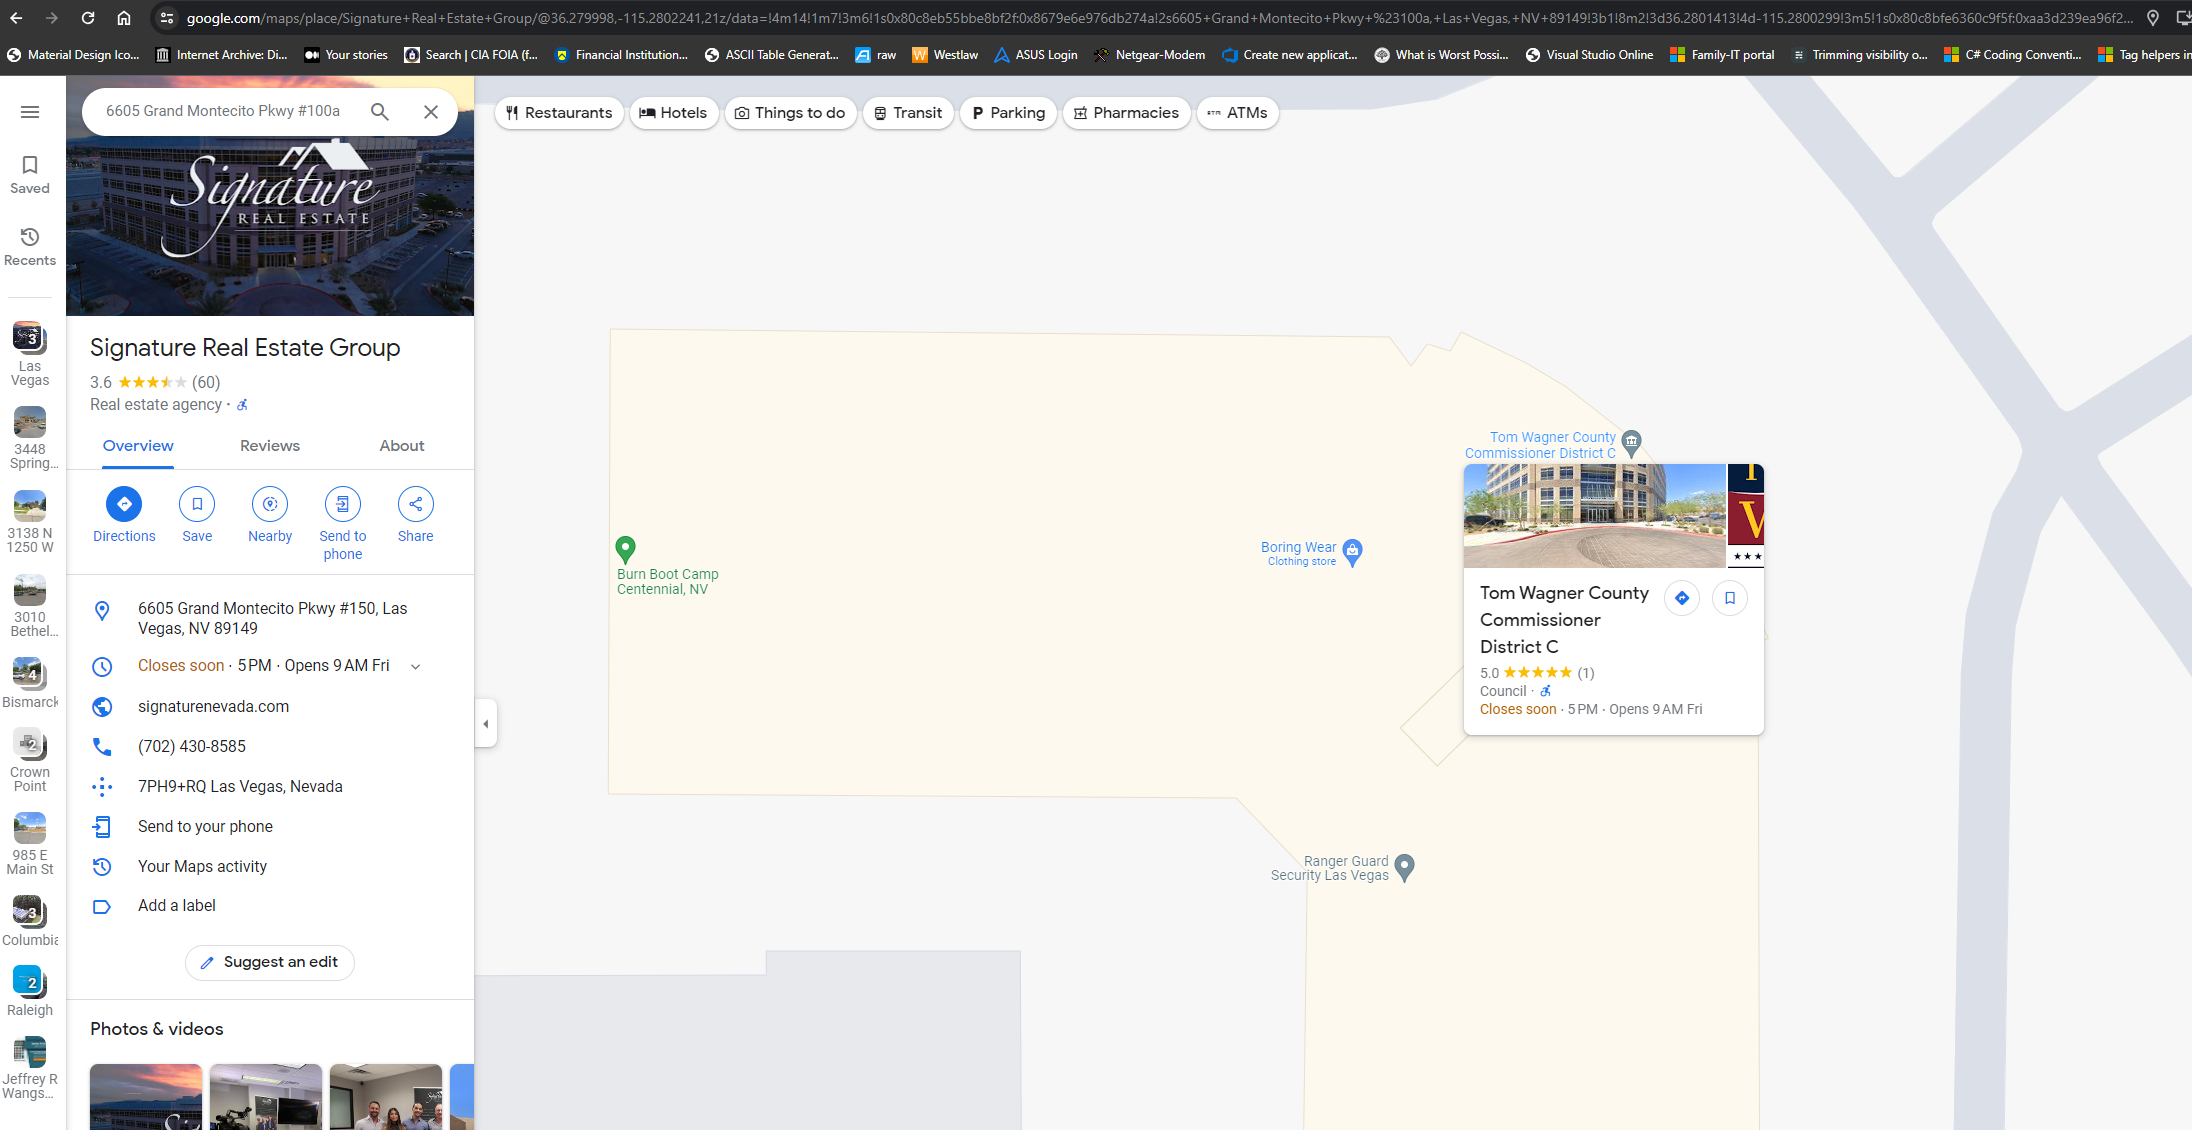 google.com/maps/place/Signature+Real+Estate+Group/@36.279998,-115.2802241,21z/data=!4m14!1m7!3m6!1s0x80c8eb55bbe8bf2f:0x8679e6e976db274a!2s6605+Grand+Montecito+Pkwy+%23100a,+Las+Vegas,+NV+89149!3b1!8m2!3d36.2801413!4d-115.2800299!3m5!1s0x80c8bfe6360c9f5f:0xaa3d239ea96f2...
Material Design Ico... Internet Archive: Di... Your stories Search | CIA FOIA (f... Financial Institution... ASCII Table Generat... raw Westlaw ASUS Login Netgear-Modem Create new applicat... What is Worst Possi... Visual Studio Online Family-IT portal Trimming visibility o... C# Coding Conventi... Tag helpers in
6605 Grand Montecito Pkwy #100a
Restaurants Hotels Things to do Transit P Parking Pharmacies ATMs
Saved
Recents
3
Las
Vegas
3448
Spring...
3138 N
1250 W
3010
Bethel...
4
Bismarck
2
Crown
Point
985 E
Main St
3
Columbia
2
Raleigh
Jeffrey R
Wangs...
Signature
REAL ESTATE
Signature Real Estate Group
3.6 (60)
Real estate agency ·
Overview Reviews About
Directions Save Nearby Send to phone Share
6605 Grand Montecito Pkwy #150, Las
Vegas, NV 89149
Closes soon · 5 PM · Opens 9 AM Fri
signaturenevada.com
(702) 430-8585
7PH9+RQ Las Vegas, Nevada
Send to your phone
Your Maps activity
Add a label
Suggest an edit
Photos & videos
Burn Boot Camp
Centennial, NV
Boring Wear
Clothing store
Tom Wagner County
Commissioner District C
Tom Wagner County
Commissioner
District C
5.0 (1)
Council ·
Closes soon · 5 PM · Opens 9 AM Fri
Ranger Guard
Security Las Vegas